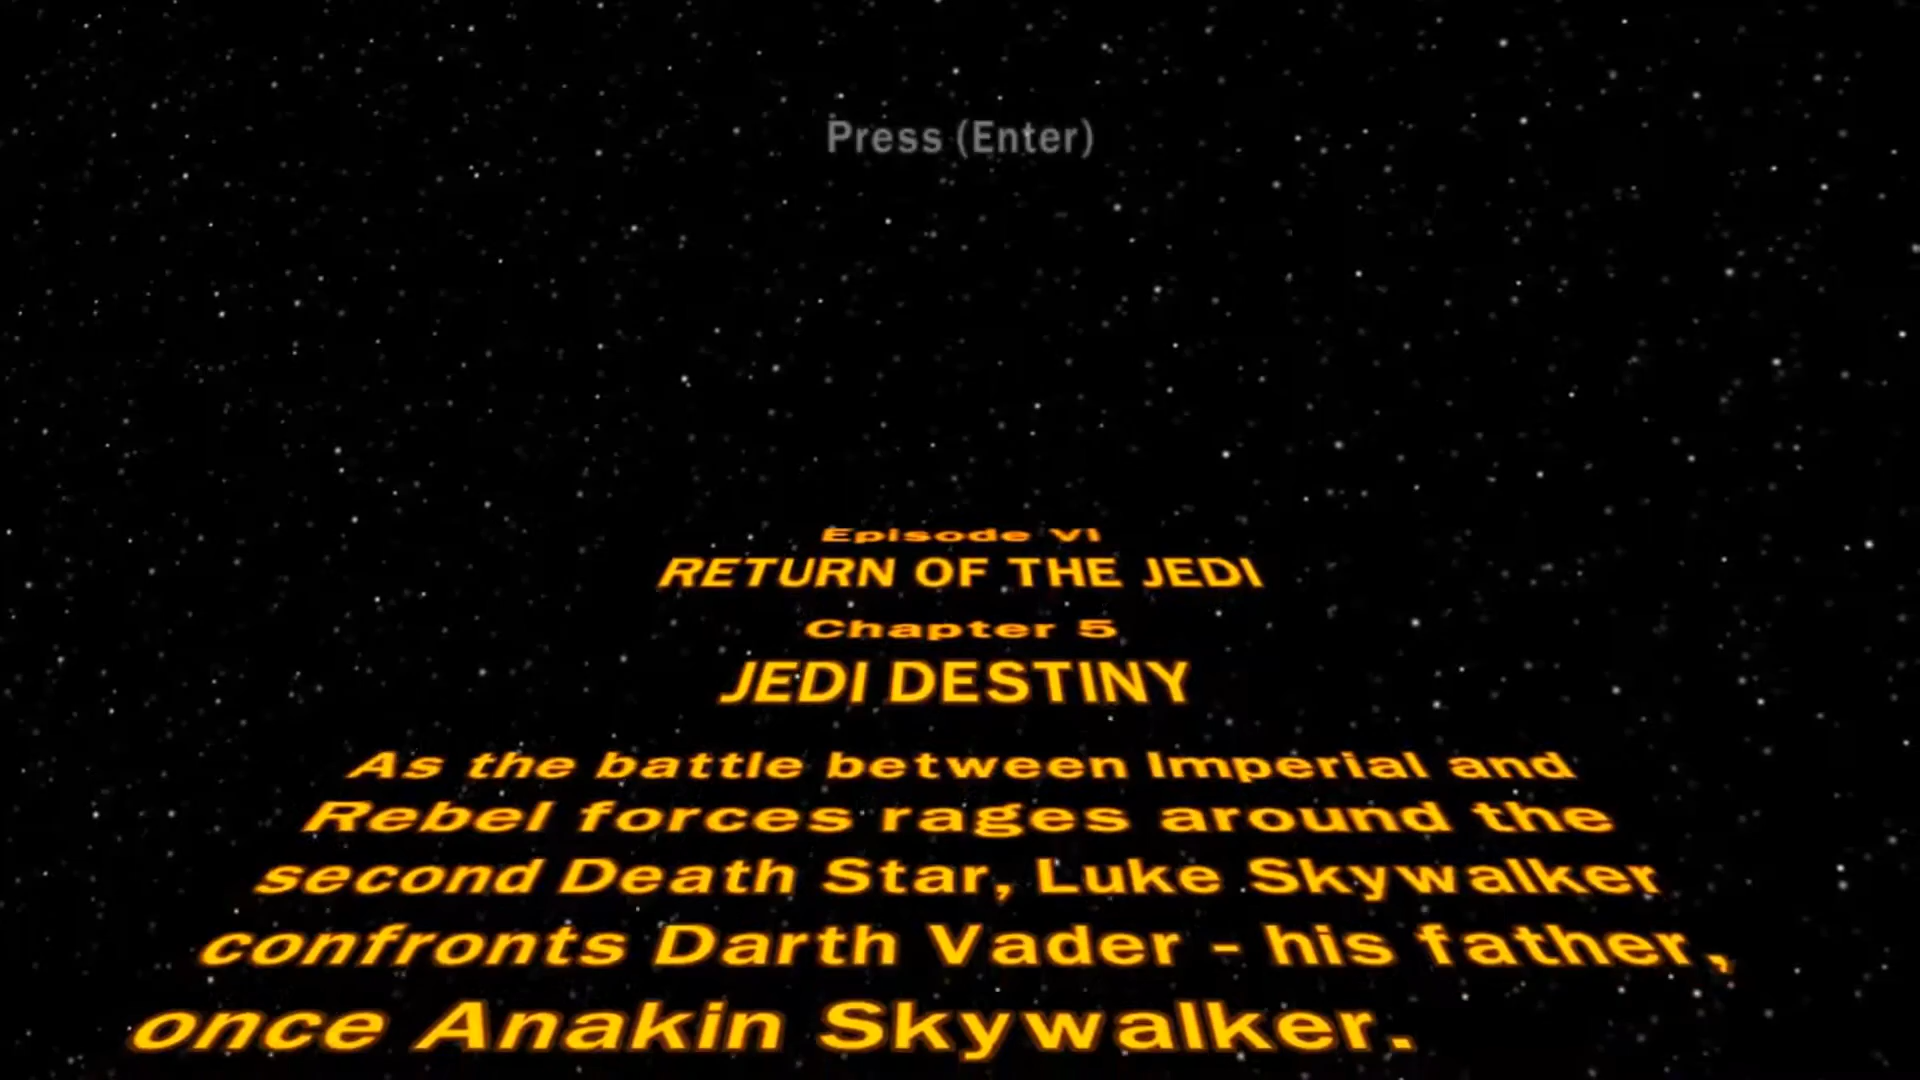 Press (Enter)
Episode VI
RETURN OF THE JEDI
Chapter 5
JEDI DESTINY
As the battle between Imperial and
Rebel forces rages around the
second Death Star, Luke Skywalker
confronts Darth Vader - his father,
once Anakin Skywalker.